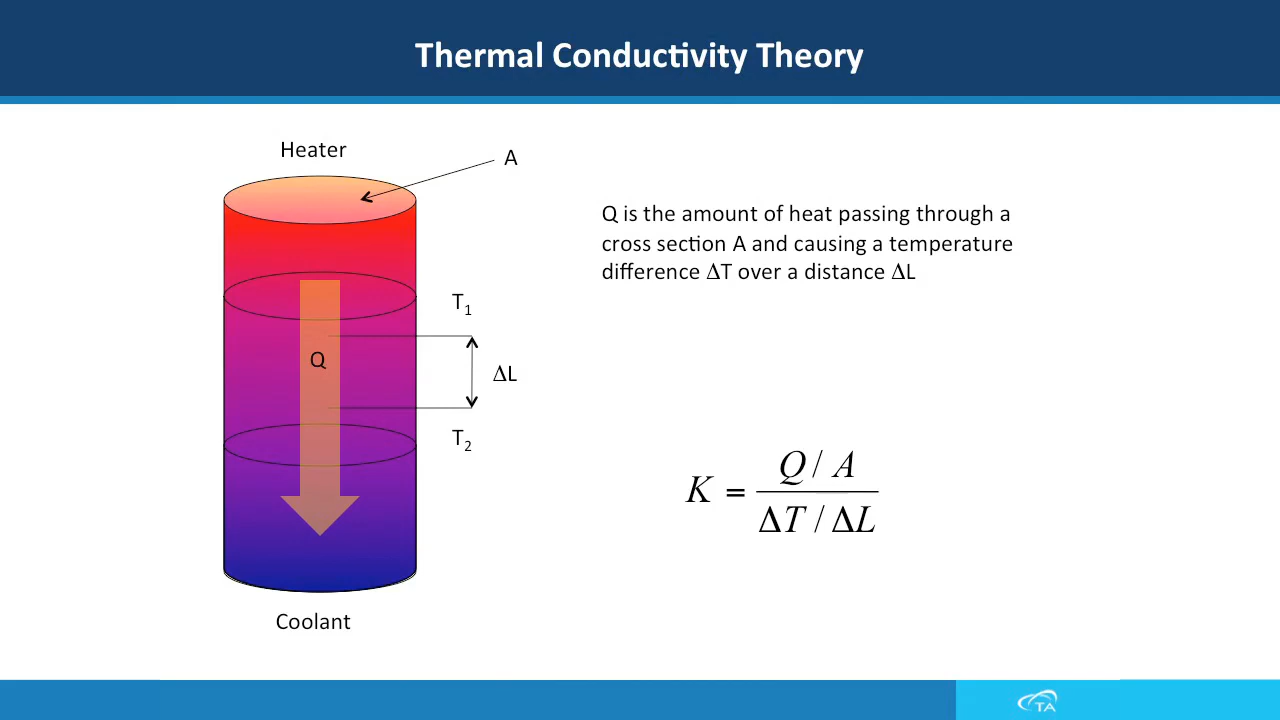 Thermal Conductivity Theory
Heater
A
Q is the amount of heat passing through a
cross section A and causing a temperature
difference ΔT over a distance ΔL
T₁
Q
ΔL
T₂
K = (Q / A) / (ΔT / ΔL)
Coolant
TA